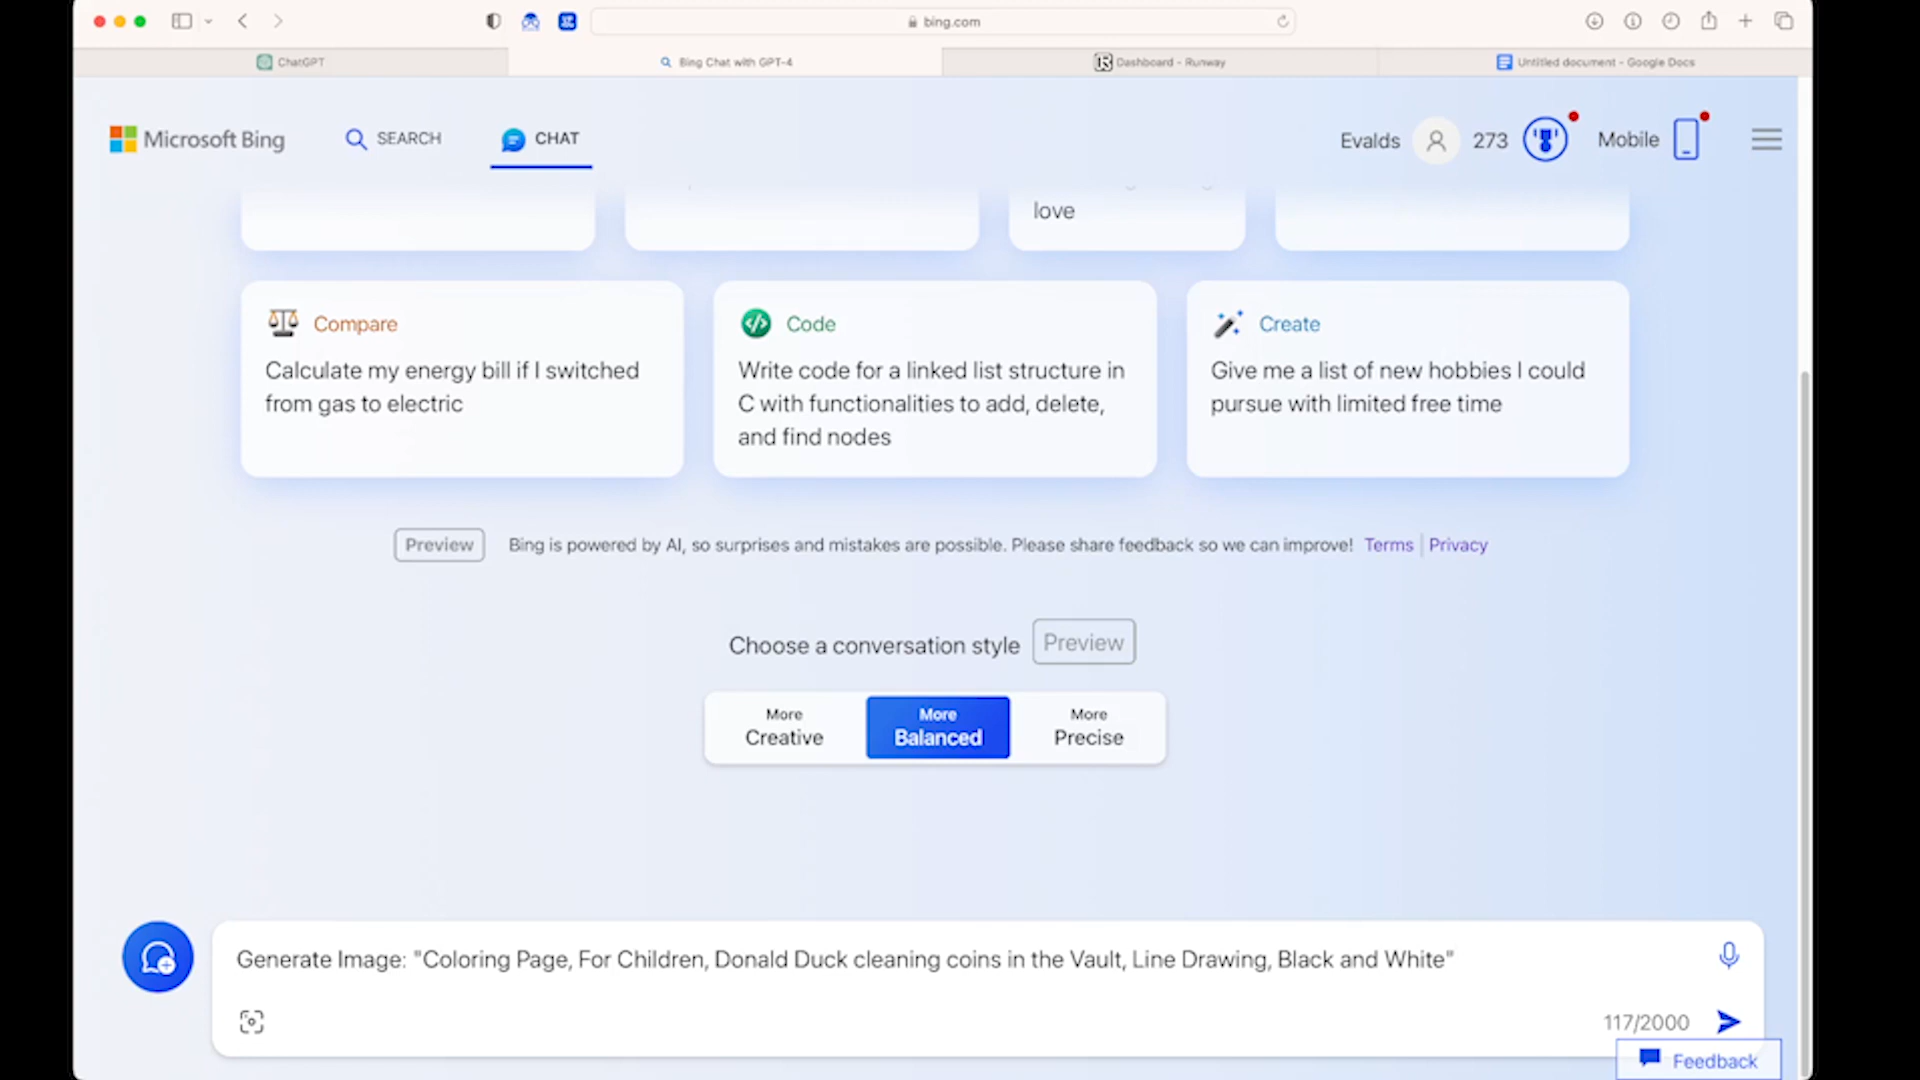 bing.com
ChatGPT
Bing Chat with GPT-4
Dashboard - Runway
Untitled document - Google Docs
Microsoft Bing
SEARCH
CHAT
Evalds
273
Mobile
love
Compare
Calculate my energy bill if I switched
from gas to electric
Code
Write code for a linked list structure in
C with functionalities to add, delete,
and find nodes
Create
Give me a list of new hobbies I could
pursue with limited free time
Preview
Bing is powered by AI, so surprises and mistakes are possible. Please share feedback so we can improve! Terms | Privacy
Choose a conversation style
Preview
More
Creative
More
Balanced
More
Precise
Generate Image: "Coloring Page, For Children, Donald Duck cleaning coins in the Vault, Line Drawing, Black and White"
117/2000
Feedback